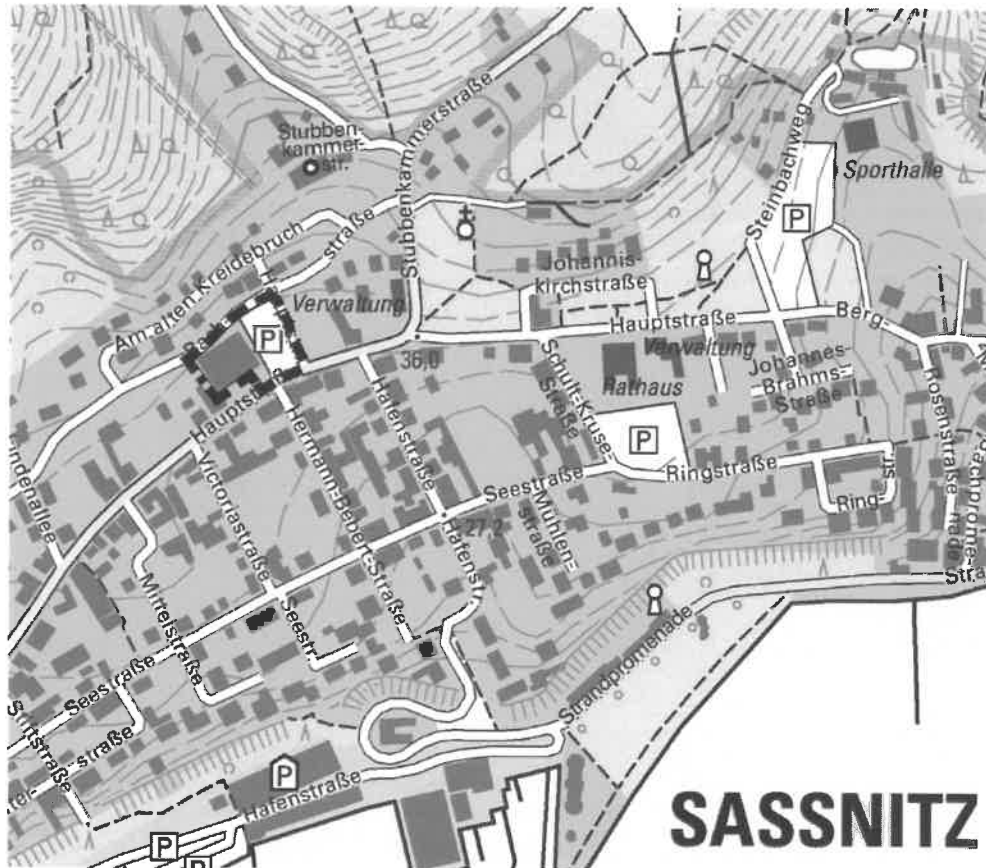 Stubben-
kammer-
str.
Stubbenkammerstraße
Steinbachweg
Sporthalle
P
Am alten Kreidebruch
straße
Johannis-
kirchstraße
Verwaltung
P
Hauptstraße
Berg-
36,0
Verwaltung
Rathaus
Johannes-
Brahms-
Straße
Schult-Kruse-
Straße
Hafenstraße
Hauptstr
Hermann-Bebert-Straße
Victoriastraße
Lindenallee
P
Ringstraße
Seestraße
Mühlen-
straße
Ring-
str.
Rosenstraße
27,2
Hafenstr.
Mittelstraße
Seestr.
Seestraße
Strandpromenade
Stiftstraße
straße
P
Hafenstraße
P
P
SASSNITZ